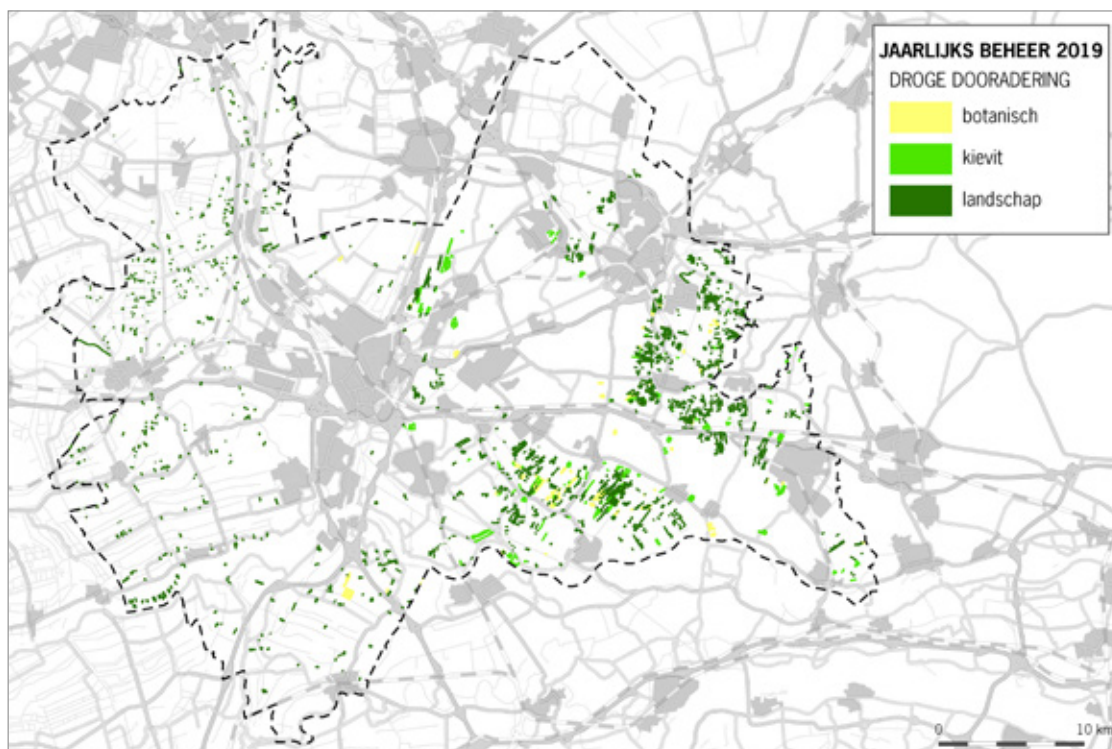 JAARLIJKS BEHEER 2019
DROGE DOORADERING
botanisch
kievit
landschap
0 10 km